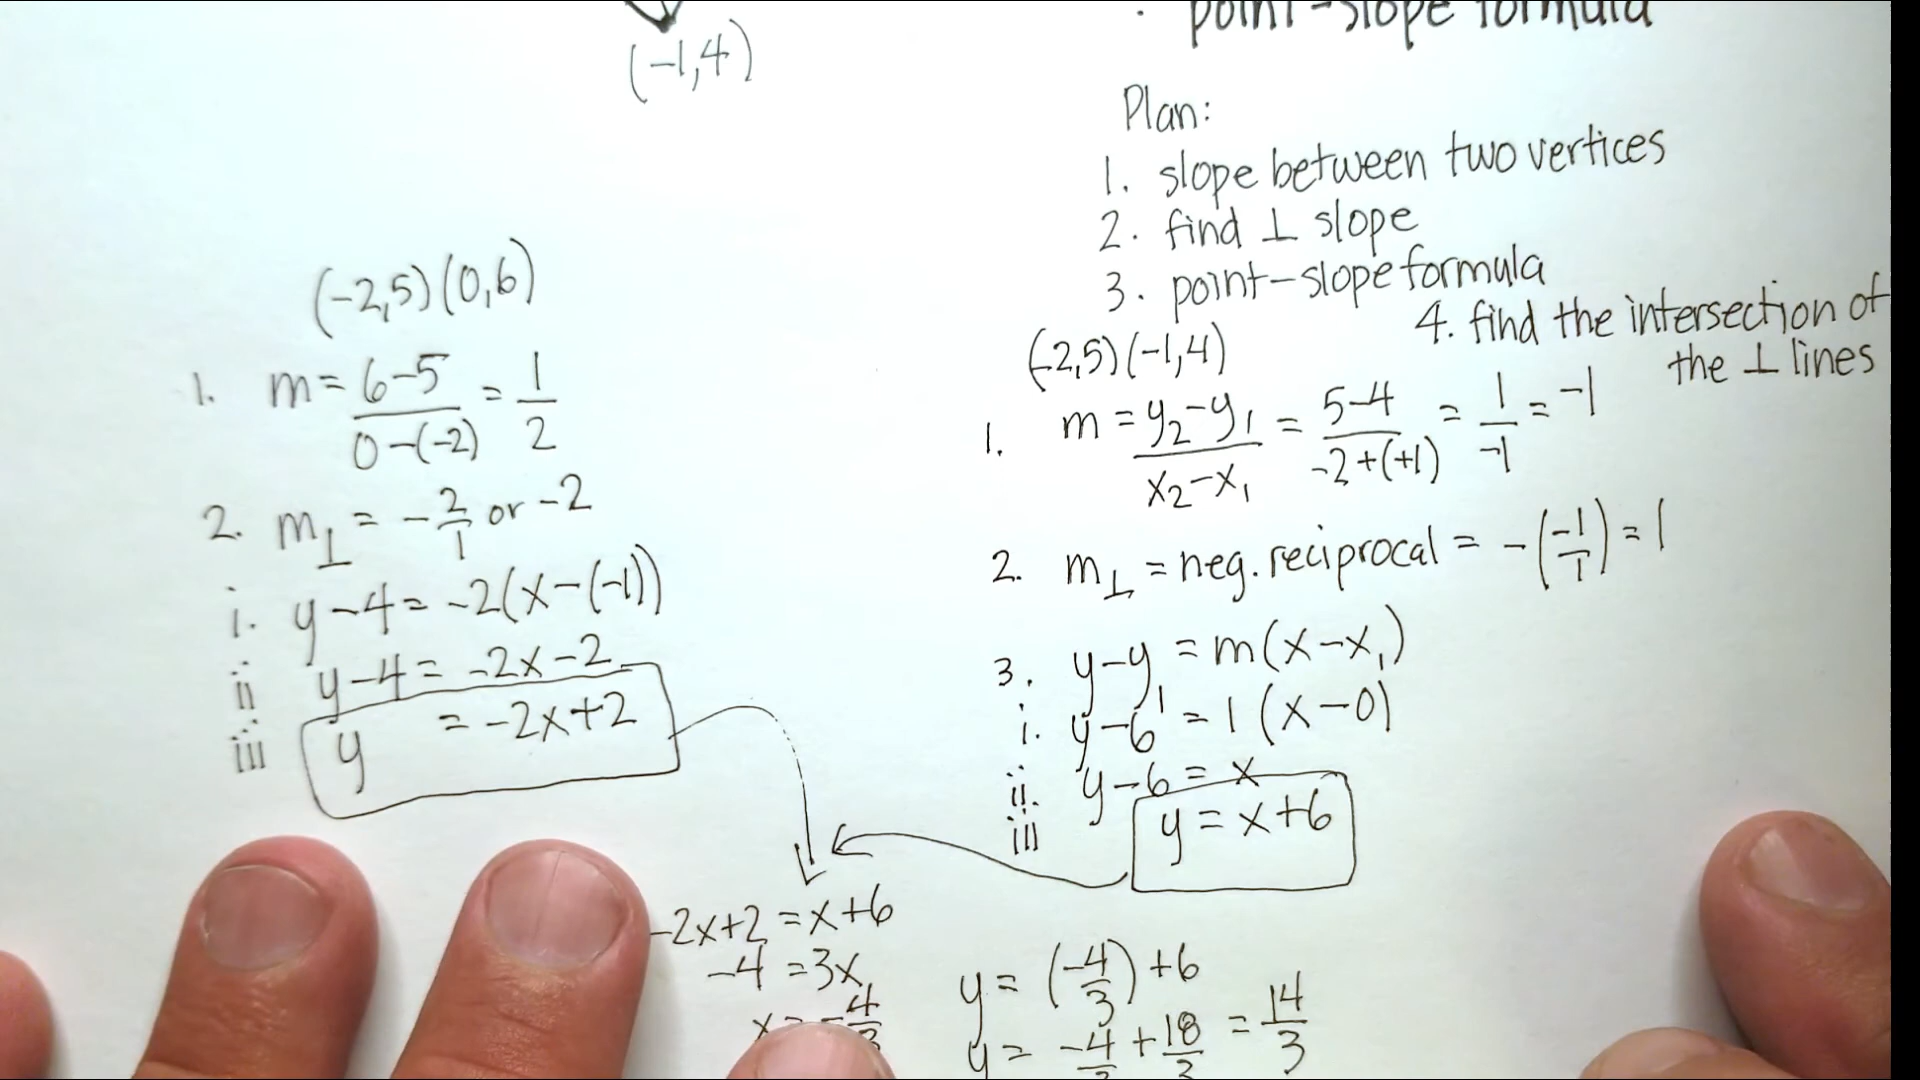 (-1,4)
· point-slope formula
Plan:
1. slope between two vertices
2. find ⊥ slope
3. point-slope formula
4. find the intersection of
the ⊥ lines
(-2,5) (0,6)
1. m = 6-5 / 0-(-2) = 1/2
2. m⊥ = -2/1 or -2
i. y-4 = -2(x-(-1))
ii y-4 = -2x-2
iii y = -2x+2
(-2,5) (-1,4)
1. m = y₂-y₁ / x₂-x₁ = 5-4 / -2+(+1) = 1/-1 = -1
2. m⊥ = neg. reciprocal = -(-1/1) = 1
3. y-y₁ = m(x-x₁)
i. y-6 = 1(x-0)
ii. y-6 = x
iii y = x+6
-2x+2 = x+6
-4 = 3x
x = -4/3
y = (-4/3)+6
y = -4/3 + 18/3 = 14/3